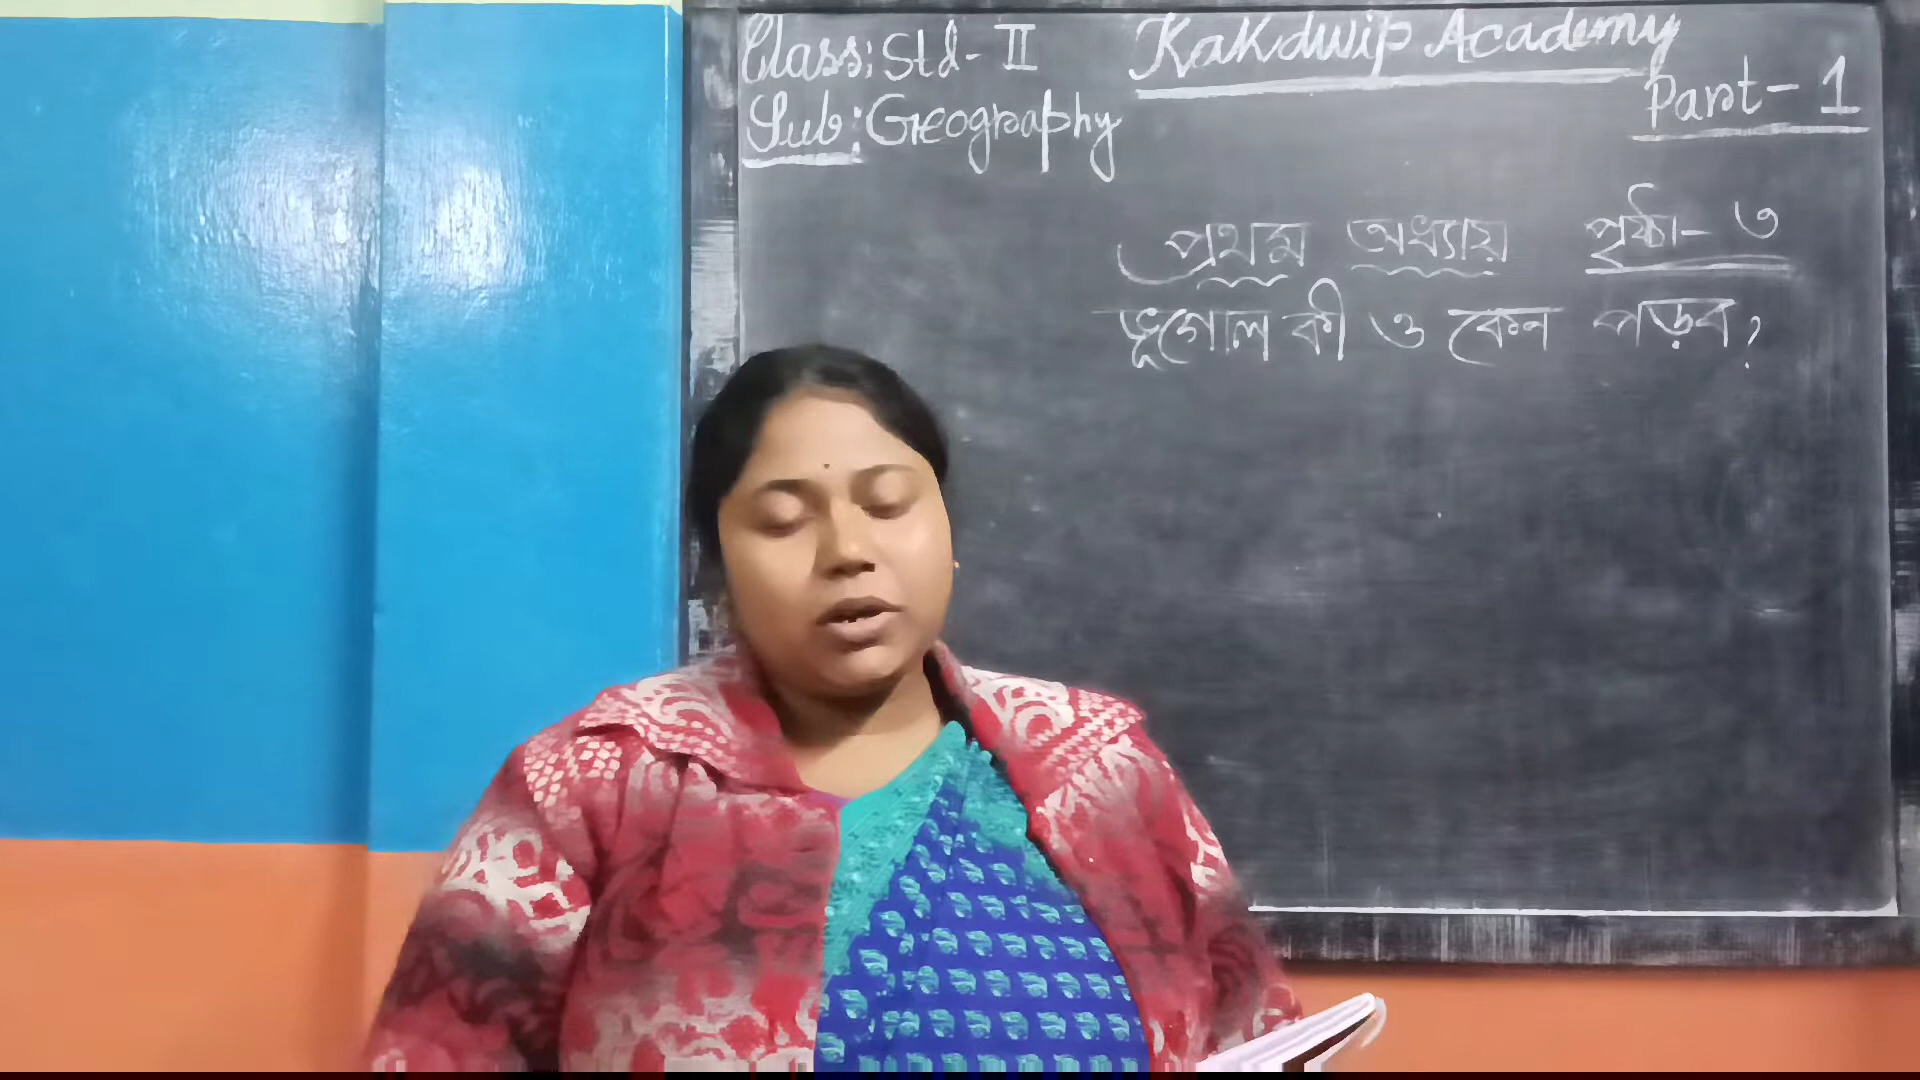 Class: Std- II
Kakdwip Academy
Sub: Geography
Part- 1
প্রথম অধ্যায় পৃষ্ঠা- ৩
ভূগোল কী ও কেন পড়ব?